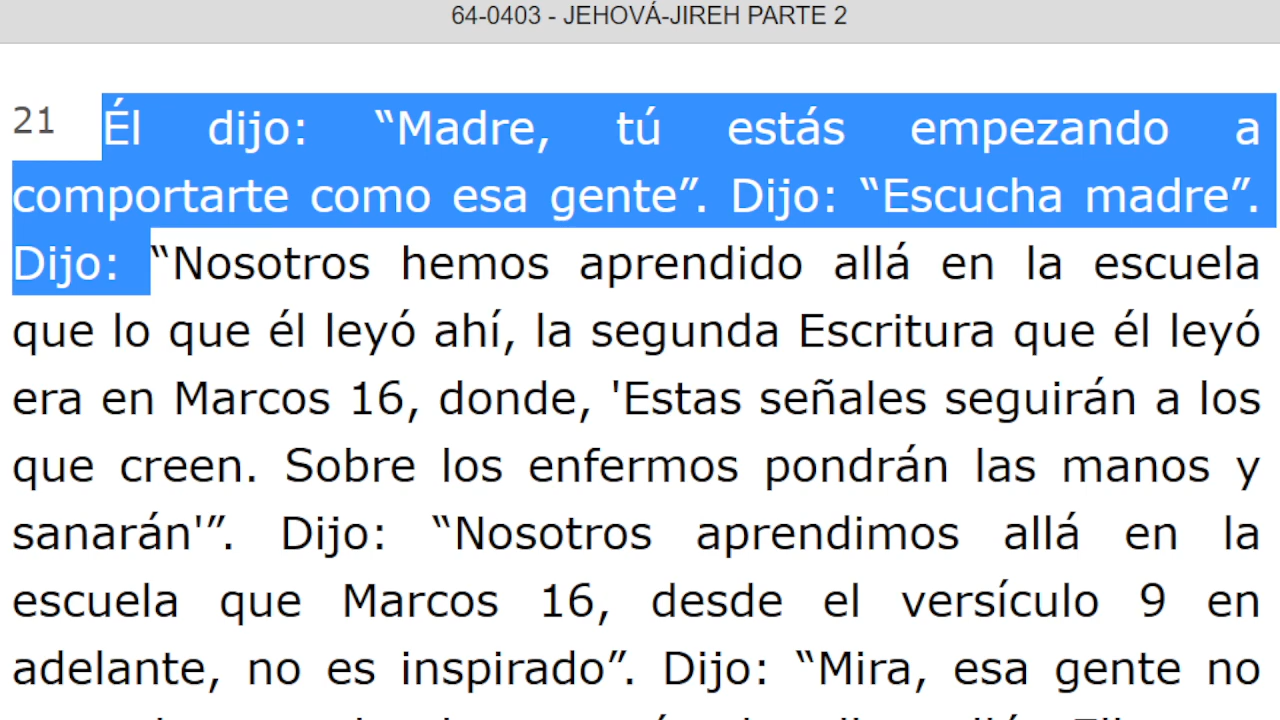 64-0403 - JEHOVÁ-JIREH PARTE 2
21 Él dijo: “Madre, tú estás empezando a
comportarte como esa gente”. Dijo: “Escucha madre”.
Dijo: “Nosotros hemos aprendido allá en la escuela
que lo que él leyó ahí, la segunda Escritura que él leyó
era en Marcos 16, donde, 'Estas señales seguirán a los
que creen. Sobre los enfermos pondrán las manos y
sanarán'”. Dijo: “Nosotros aprendimos allá en la
escuela que Marcos 16, desde el versículo 9 en
adelante, no es inspirado”. Dijo: “Mira, esa gente no